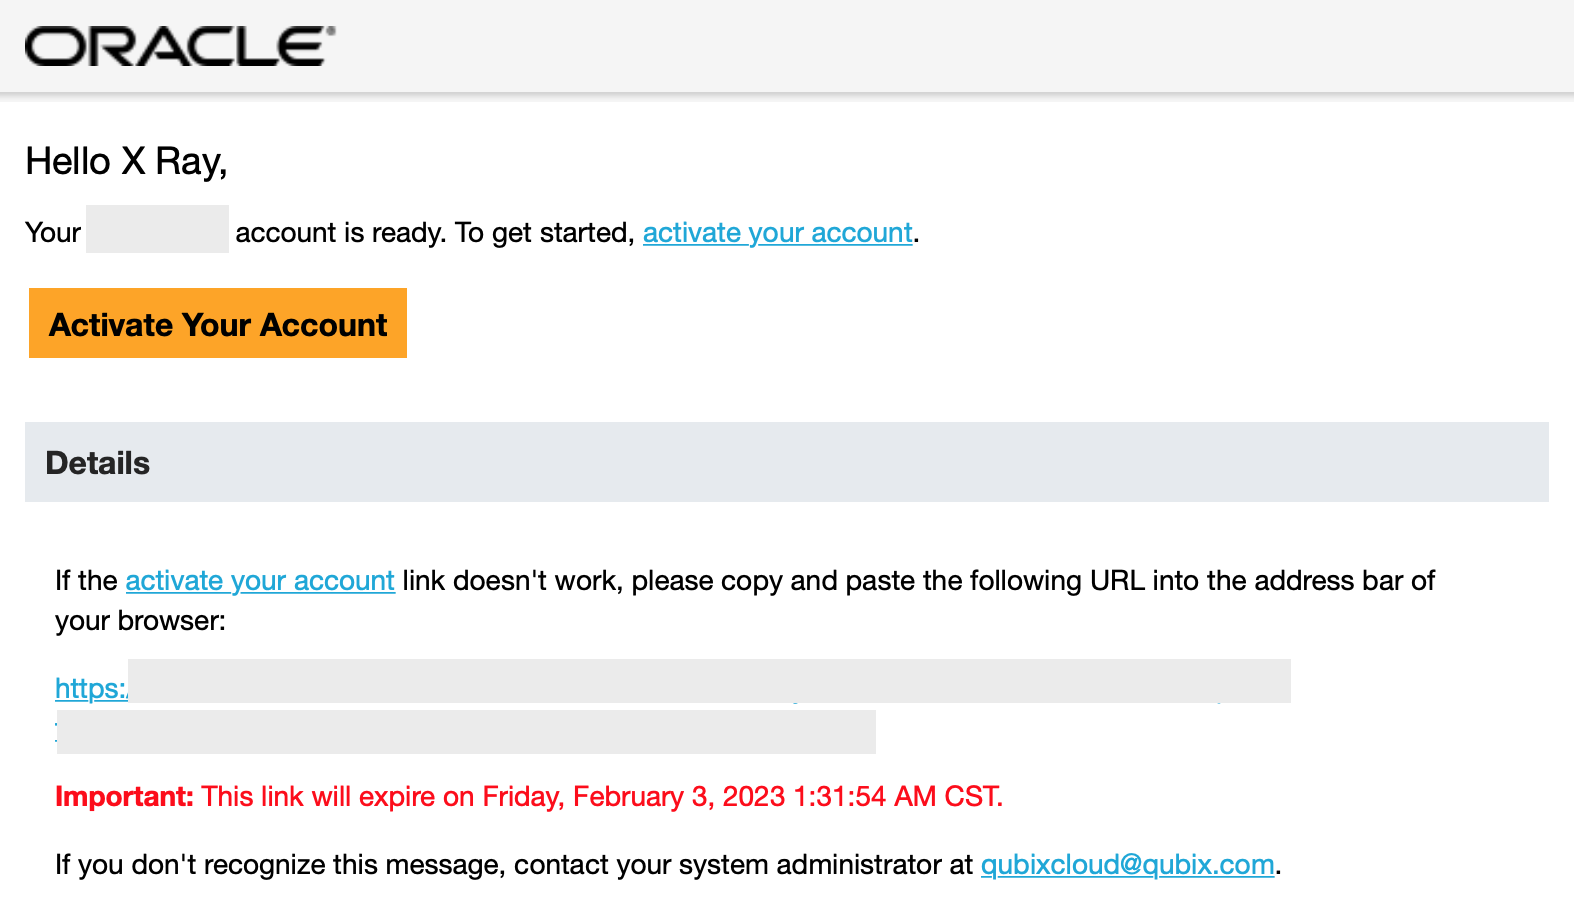 ORACLE®
Hello X Ray,
Your account is ready. To get started, activate your account.
Activate Your Account
Details
If the activate your account link doesn't work, please copy and paste the following URL into the address bar of
your browser:
https:/
Important: This link will expire on Friday, February 3, 2023 1:31:54 AM CST.
If you don't recognize this message, contact your system administrator at qubixcloud@qubix.com.